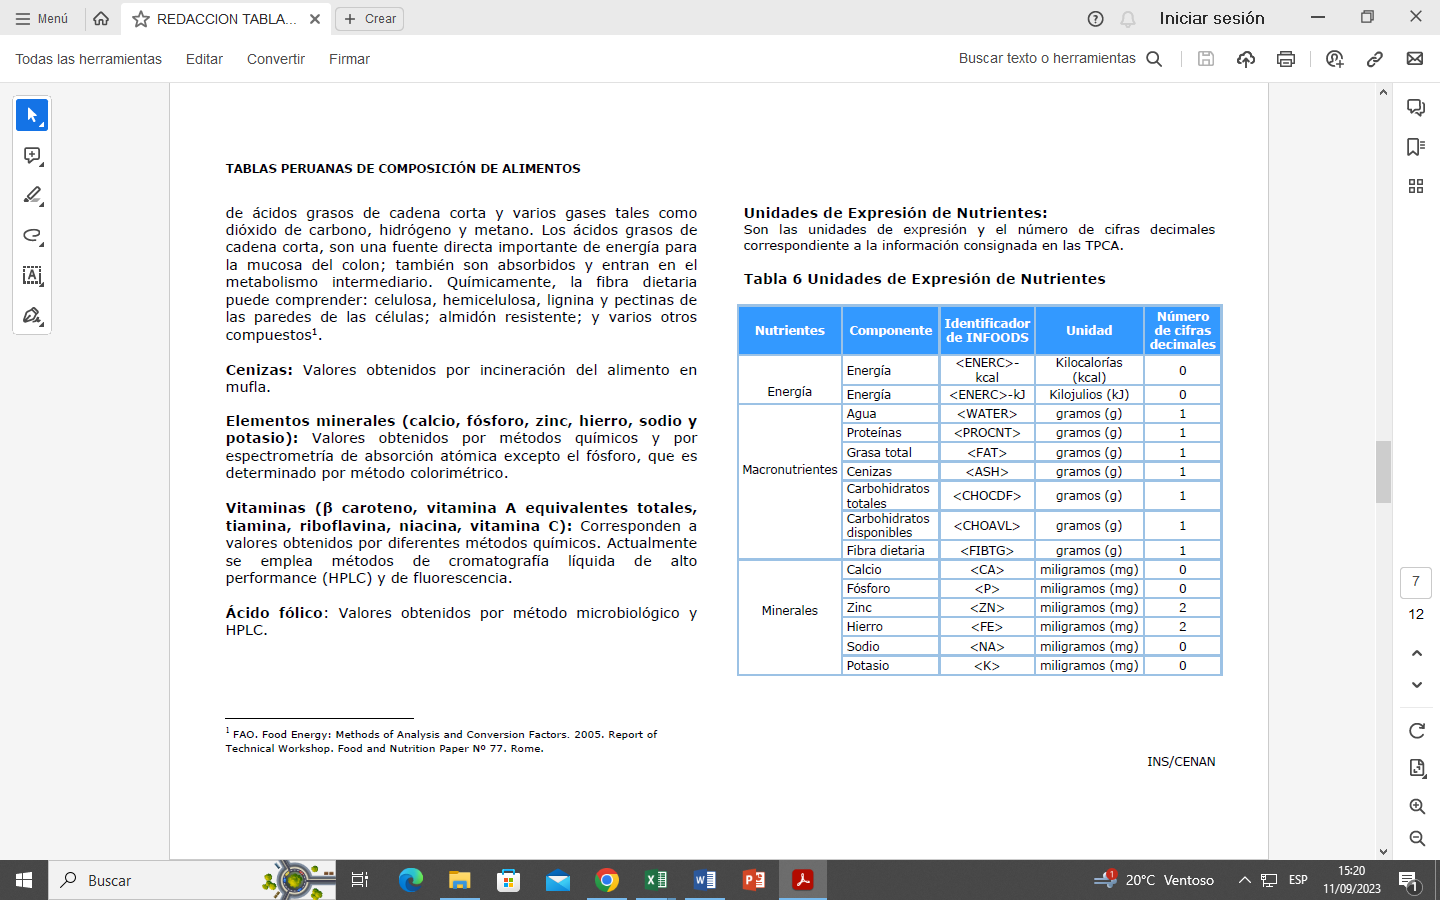 Menú
REDACCION TABLA...
Crear
Iniciar sesión
Todas las herramientas
Editar
Convertir
Firmar
Buscar texto o herramientas
TABLAS PERUANAS DE COMPOSICIÓN DE ALIMENTOS
de ácidos grasos de cadena corta y varios gases tales como
dióxido de carbono, hidrógeno y metano. Los ácidos grasos de
cadena corta, son una fuente directa importante de energía para
la mucosa del colon; también son absorbidos y entran en el
metabolismo intermediario. Químicamente, la fibra dietaria
puede comprender: celulosa, hemicelulosa, lignina y pectinas de
las paredes de las células; almidón resistente; y varios otros
compuestos¹.
Cenizas: Valores obtenidos por incineración del alimento en
mufla.
Elementos minerales (calcio, fósforo, zinc, hierro, sodio y
potasio): Valores obtenidos por métodos químicos y por
espectrometría de absorción atómica excepto el fósforo, que es
determinado por método colorimétrico.
Vitaminas (β caroteno, vitamina A equivalentes totales,
tiamina, riboflavina, niacina, vitamina C): Corresponden a
valores obtenidos por diferentes métodos químicos. Actualmente
se emplea métodos de cromatografía líquida de alto
performance (HPLC) y de fluorescencia.
Ácido fólico: Valores obtenidos por método microbiológico y
HPLC.
¹ FAO. Food Energy: Methods of Analysis and Conversion Factors. 2005. Report of
Technical Workshop. Food and Nutrition Paper Nº 77. Rome.
Unidades de Expresión de Nutrientes:
Son las unidades de expresión y el número de cifras decimales
correspondiente a la información consignada en las TPCA.
Tabla 6 Unidades de Expresión de Nutrientes
Nutrientes Componente Identificador de INFOODS Unidad Número de cifras decimales
Energía Energía <ENERC>-kcal Kilocalorías (kcal) 0
Energía <ENERC>-kJ Kilojulios (kJ) 0
Macronutrientes Agua <WATER> gramos (g) 1
Proteínas <PROCNT> gramos (g) 1
Grasa total <FAT> gramos (g) 1
Cenizas <ASH> gramos (g) 1
Carbohidratos totales <CHOCDF> gramos (g) 1
Carbohidratos disponibles <CHOAVL> gramos (g) 1
Fibra dietaria <FIBTG> gramos (g) 1
Minerales Calcio <CA> miligramos (mg) 0
Fósforo <P> miligramos (mg) 0
Zinc <ZN> miligramos (mg) 2
Hierro <FE> miligramos (mg) 2
Sodio <NA> miligramos (mg) 0
Potasio <K> miligramos (mg) 0
INS/CENAN
7
12
Buscar
20°C Ventoso
ESP
15:20
11/09/2023
1
1